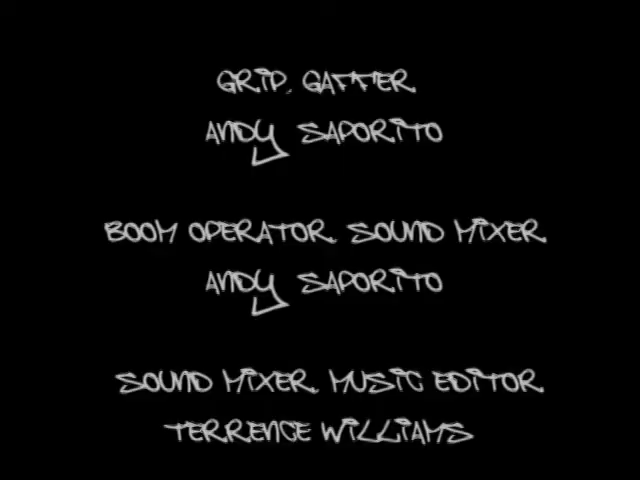 GRIP, GAFFER
ANDY SAPORITO
BOOM OPERATOR, SOUND MIXER
ANDY SAPORITO
SOUND MIXER, MUSIC EDITOR
TERRENCE WILLIAMS